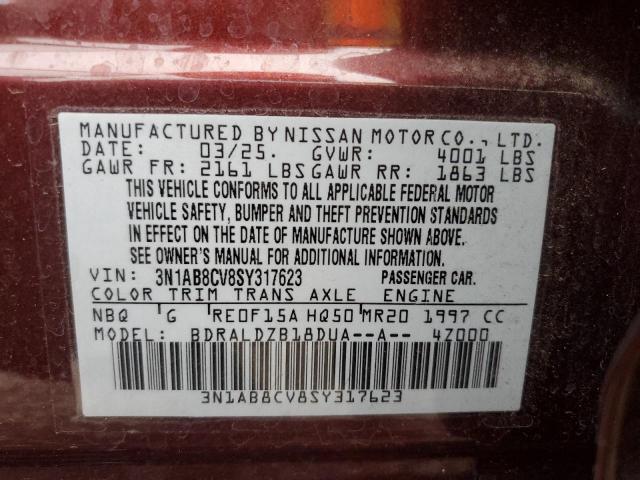 MANUFACTURED BY NISSAN MOTOR CO., LTD.
DATE: 03/25. GVWR: 4001 LBS
GAWR FR: 2161 LBS GAWR RR: 1863 LBS
THIS VEHICLE CONFORMS TO ALL APPLICABLE FEDERAL MOTOR
VEHICLE SAFETY, BUMPER AND THEFT PREVENTION STANDARDS
IN EFFECT ON THE DATE OF MANUFACTURE SHOWN ABOVE.
SEE OWNER'S MANUAL FOR ADDITIONAL INFORMATION.
VIN: 3N1AB8CV8SY317623 PASSENGER CAR.
COLOR TRIM TRANS AXLE ENGINE
NBQ G RE0F15A HQ50 MR20 1997 CC
MODEL: BDRALDZB18DUA--A-- 4Z000
3N1AB8CV8SY317623